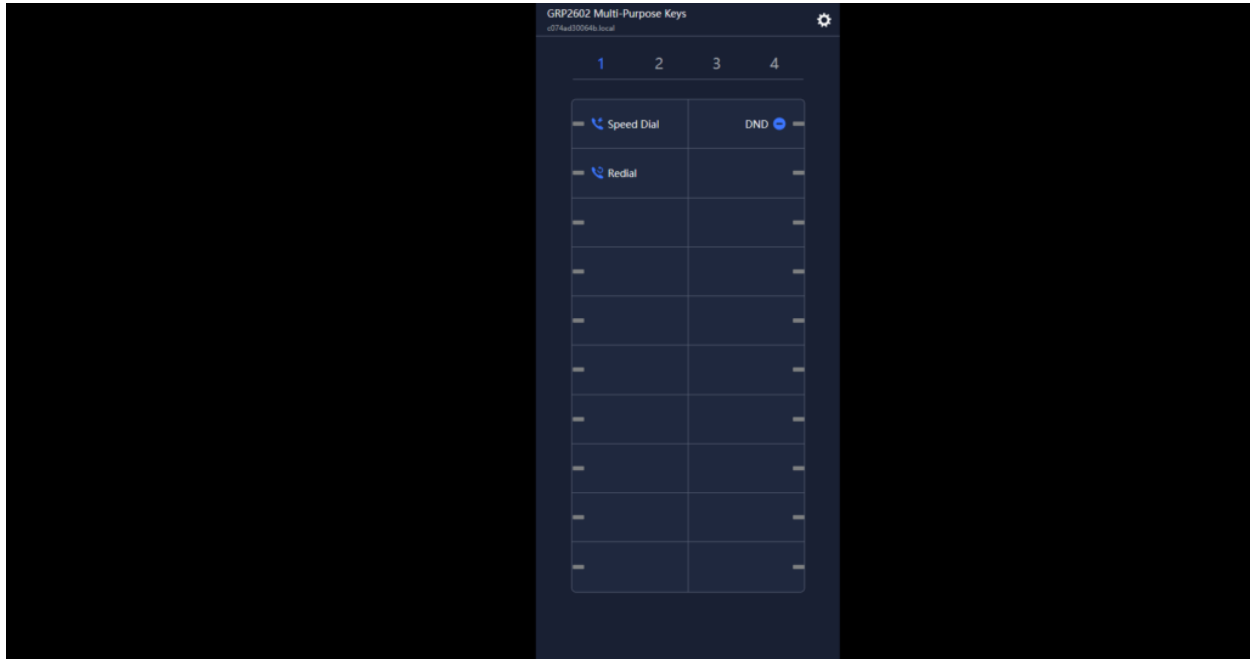 GRP2602 Multi-Purpose Keys
c074ad30064b.local
1 2 3 4
Speed Dial DND
Redial